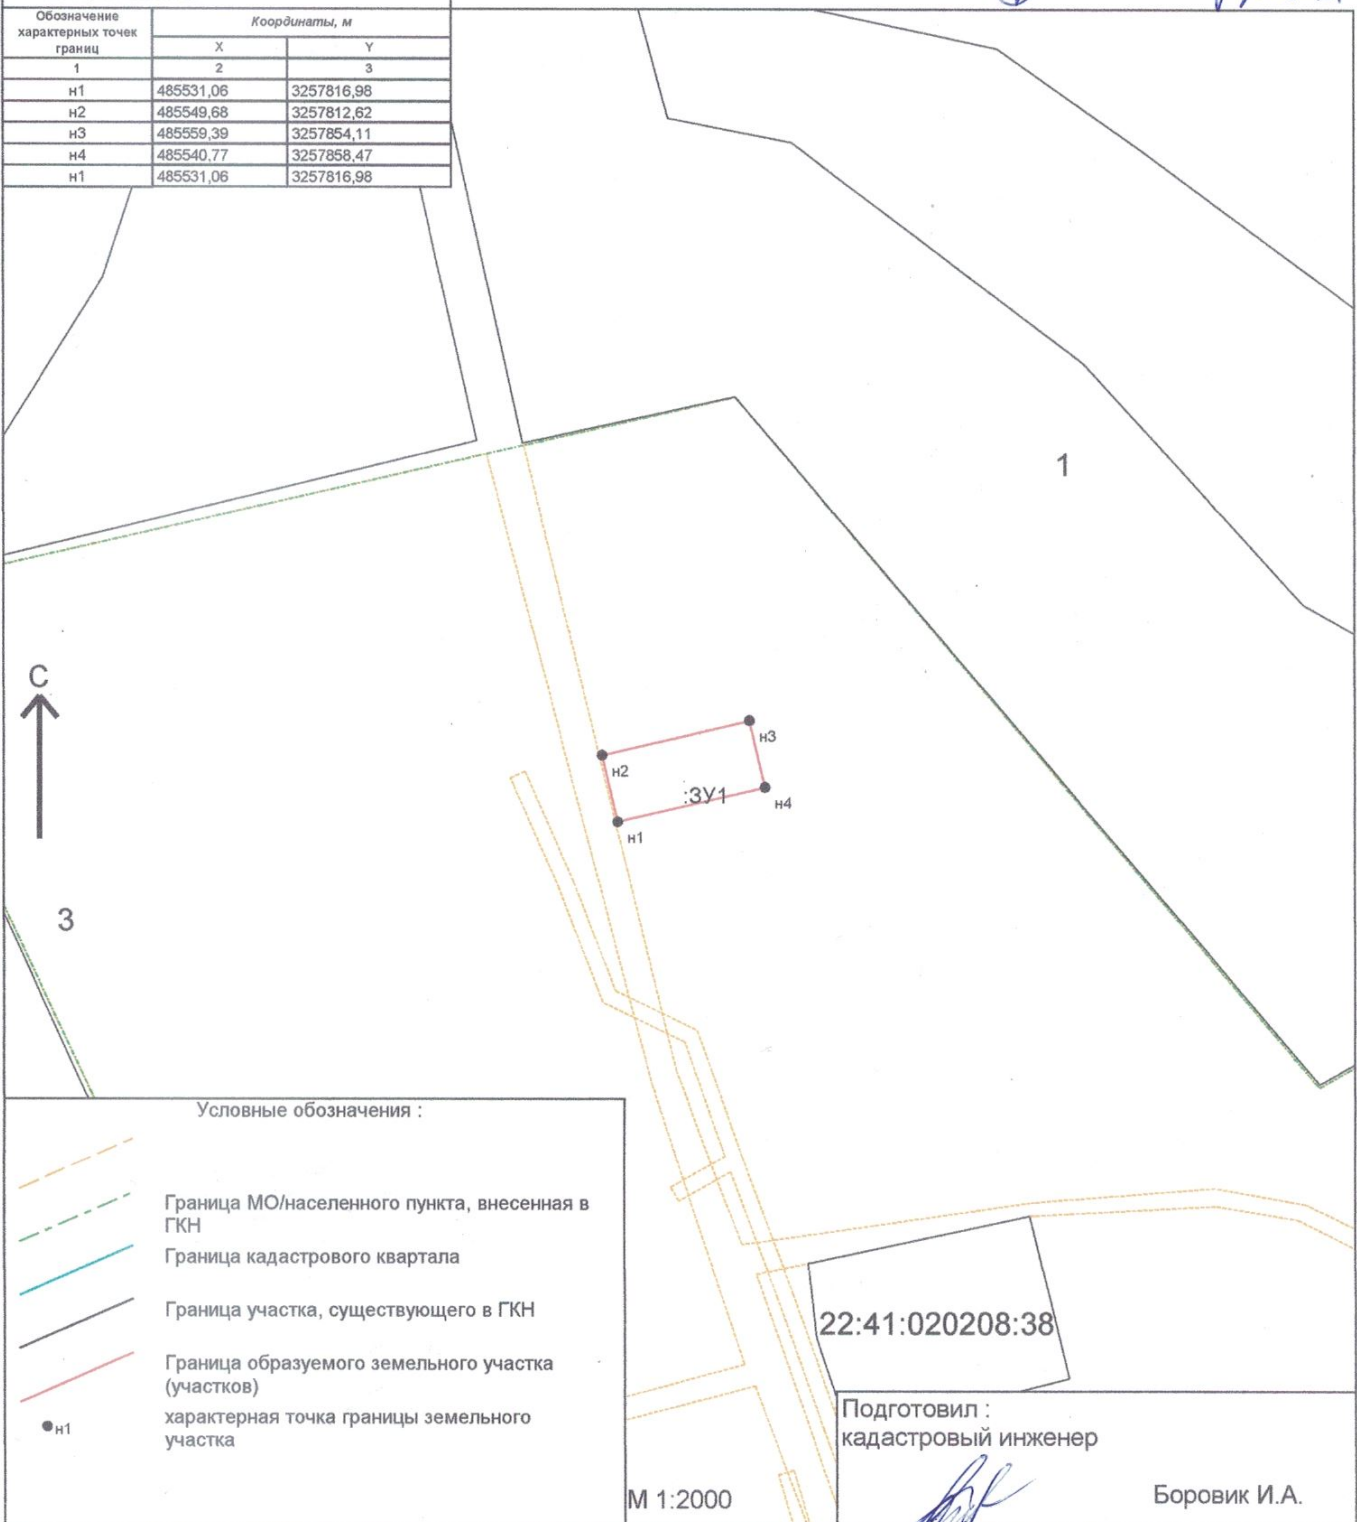 Обозначение
характерных точек
границ
Координаты, м
X Y
1 2 3
н1 485531,06 3257816,98
н2 485549,68 3257812,62
н3 485559,39 3257854,11
н4 485540,77 3257858,47
н1 485531,06 3257816,98
1
С
н3
н2
:ЗУ1
н4
н1
3
Условные обозначения :
Граница МО/населенного пункта, внесенная в
ГКН
Граница кадастрового квартала
Граница участка, существующего в ГКН
Граница образуемого земельного участка
(участков)
н1
характерная точка границы земельного
участка
22:41:020208:38
М 1:2000
Подготовил :
кадастровый инженер
Боровик И.А.